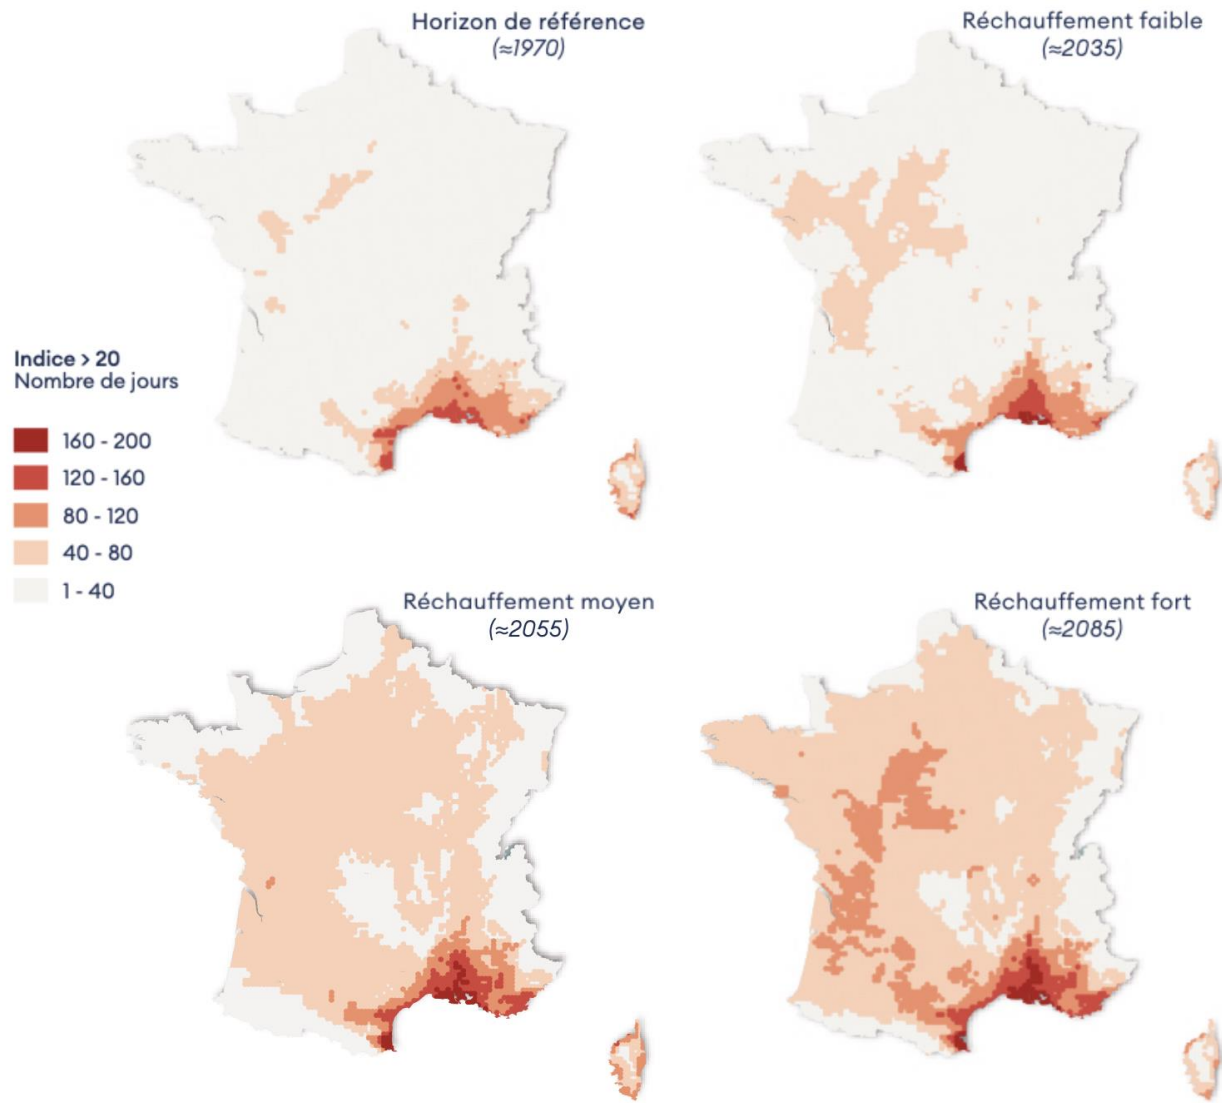 Horizon de référence
(≈1970)
Réchauffement faible
(≈2035)
Indice > 20
Nombre de jours
160 - 200
120 - 160
80 - 120
40 - 80
1 - 40
Réchauffement moyen
(≈2055)
Réchauffement fort
(≈2085)